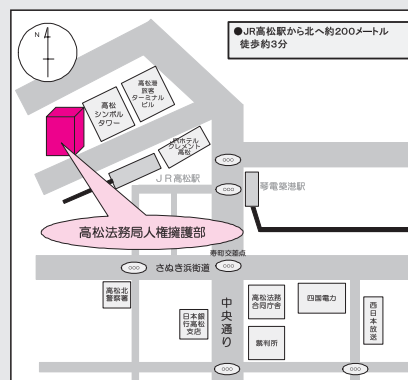 N
●JR高松駅から北へ約200メートル
徒歩約3分
高松港
旅客
ターミナル
ビル
高松
シンボル
タワー
JRホテル
クレメント
高松
JR高松駅
琴電築港駅
高松法務局人権擁護部
寿町交差点
さぬき浜街道
高松北
警察署
中央通り
高松法務
合同庁舎
四国電力
西日本放送
日本銀
行高松
支店
裁判所